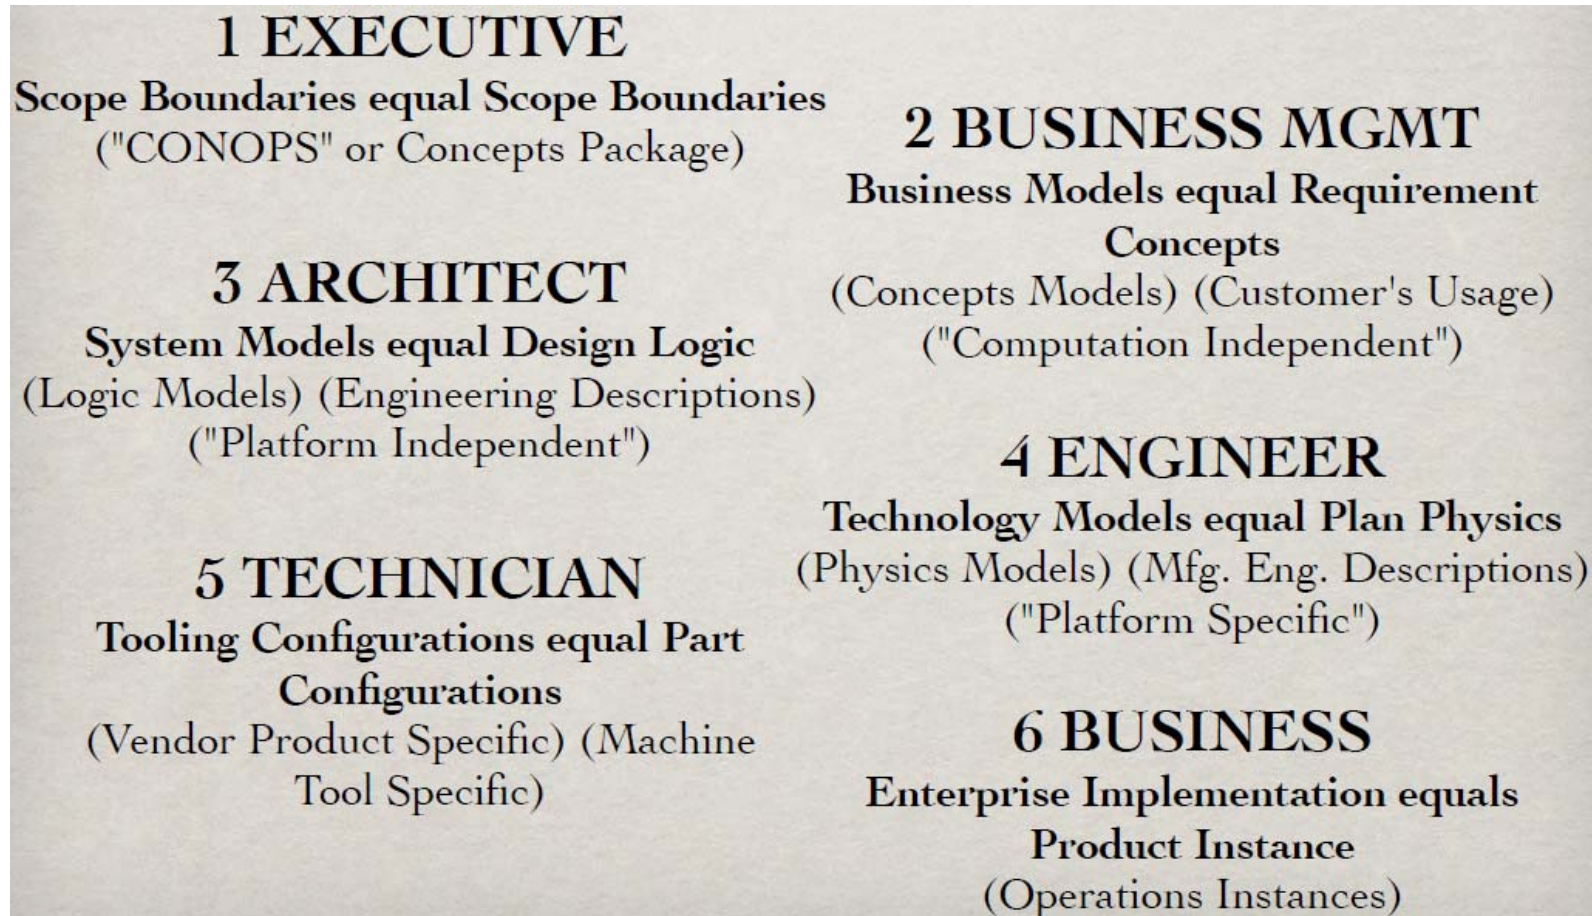 1 EXECUTIVE
Scope Boundaries equal Scope Boundaries
("CONOPS" or Concepts Package)
2 BUSINESS MGMT
Business Models equal Requirement
Concepts
(Concepts Models) (Customer's Usage)
("Computation Independent")
3 ARCHITECT
System Models equal Design Logic
(Logic Models) (Engineering Descriptions)
("Platform Independent")
4 ENGINEER
Technology Models equal Plan Physics
(Physics Models) (Mfg. Eng. Descriptions)
("Platform Specific")
5 TECHNICIAN
Tooling Configurations equal Part
Configurations
(Vendor Product Specific) (Machine
Tool Specific)
6 BUSINESS
Enterprise Implementation equals
Product Instance
(Operations Instances)